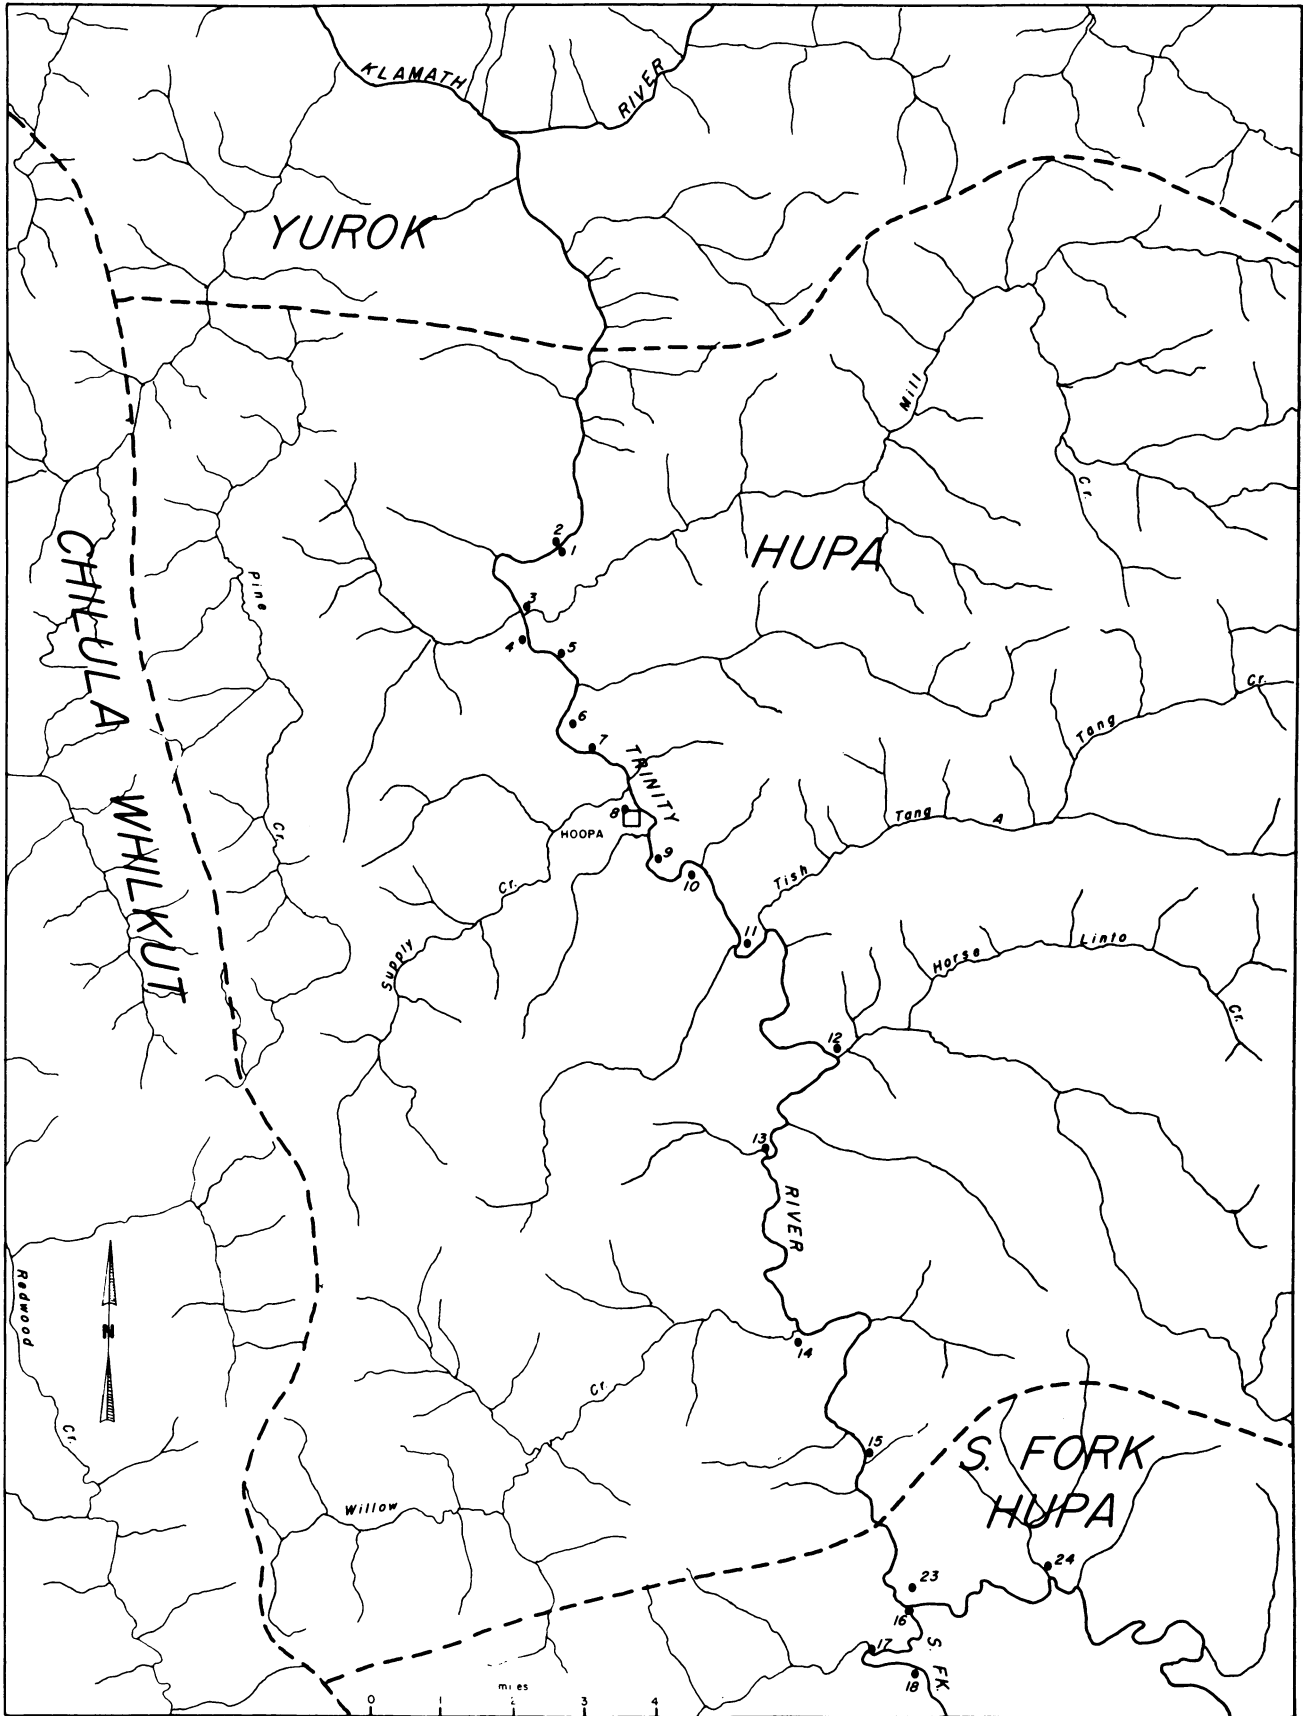 KLAMATH
RIVER
YUROK
Mill
Cr.
2
1
HUPA
CHILULA
Pine
3
4
5
Cr.
Tang
6
7
TRINITY
8
HOOPA
Tang A
Cr.
WHILKUT
9
10
Tish
Cr.
11
Horse
Linto
Supply
Cr.
12
13
RIVER
Redwood
N
14
Cr.
Cr.
15
S. FORK
HUPA
Willow
24
23
16
17
S. FK.
18
miles
0 1 2 3 4